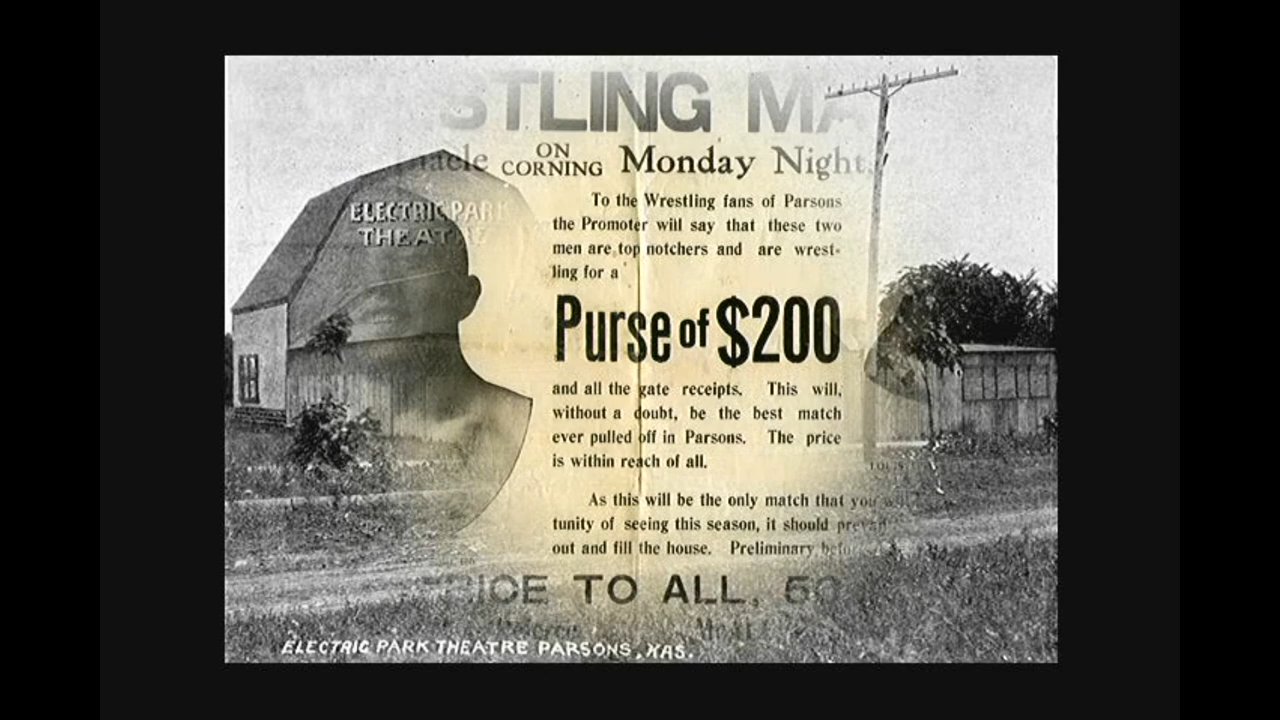 STLING MA
acle ON CORNING Monday Night,
ELECTRIC PARK
THEATRE
To the Wrestling fans of Parsons
the Promoter will say that these two
men are top notchers and are wrest-
ling for a
Purse of $200
and all the gate receipts. This will,
without a doubt, be the best match
ever pulled off in Parsons. The price
is within reach of all.
As this will be the only match that you
tunity of seeing this season, it should
out and fill the house. Preliminary
ICE TO ALL, 50
ELECTRIC PARK THEATRE PARSONS, KAS.